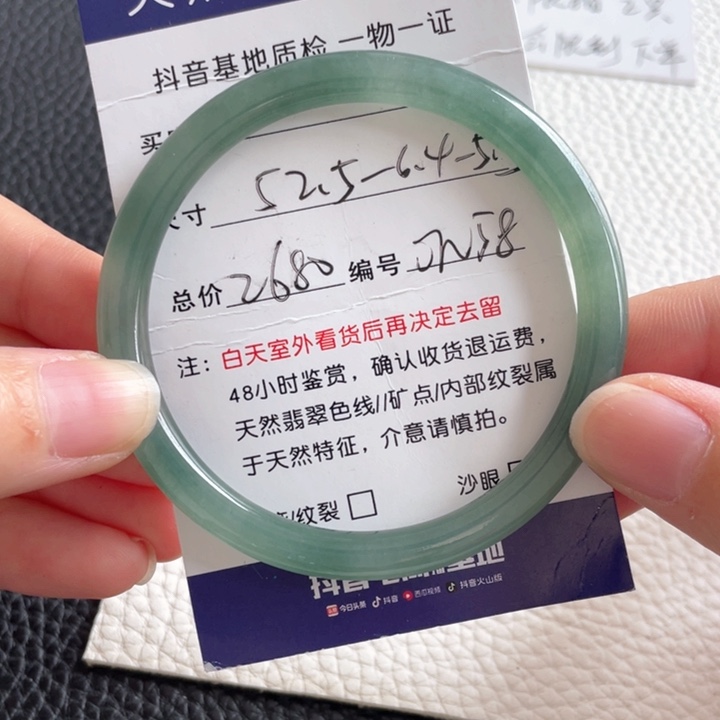 抖音基地质检 一物一证
买
寸 52.5-6.4-5.
总价 2680 编号 JN58
注：白天室外看货后再决定去留
48小时鉴赏，确认收货退运费，
天然翡翠色线//矿点/内部纹裂属
于天然特征，介意请慎拍。
/纹裂 □ 沙眼
抖音
今日头条 抖音 西瓜视频 抖音火山版